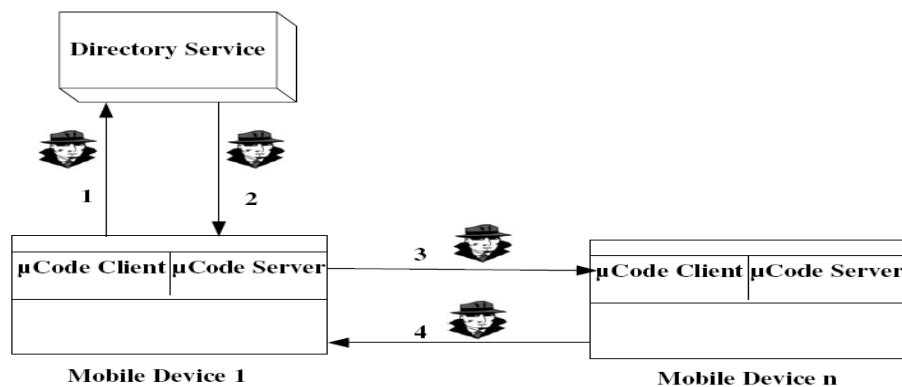 Directory Service
1
2
3
4
µCode Client
µCode Server
µCode Client
µCode Server
Mobile Device 1
Mobile Device n